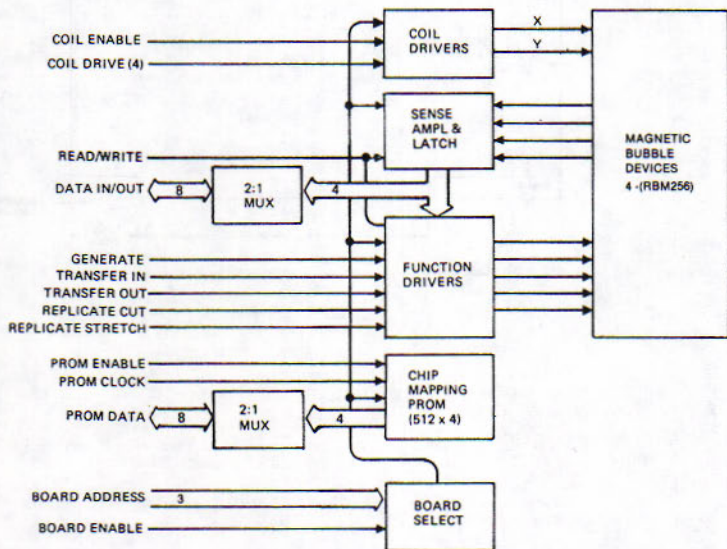 COIL ENABLE
COIL DRIVE (4)
COIL
DRIVERS
X
Y
SENSE
AMPL &
LATCH
MAGNETIC
BUBBLE
DEVICES
4 -(RBM256)
READ/WRITE
DATA IN/OUT
8
2:1
MUX
4
GENERATE
TRANSFER IN
TRANSFER OUT
REPLICATE CUT
REPLICATE STRETCH
FUNCTION
DRIVERS
PROM ENABLE
PROM CLOCK
PROM DATA
8
2:1
MUX
4
CHIP
MAPPING
PROM
(512 x 4)
BOARD ADDRESS
3
BOARD ENABLE
BOARD
SELECT